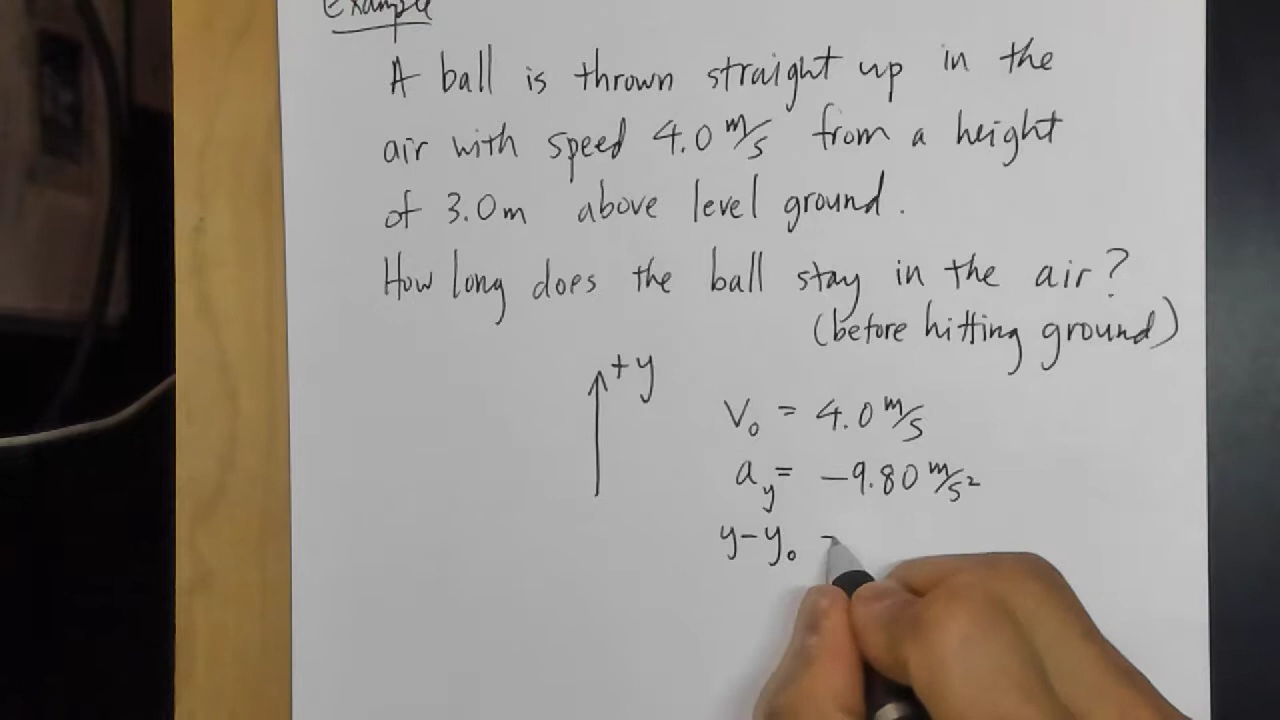 Example
A ball is thrown straight up in the
air with speed 4.0 m/s from a height
of 3.0m above level ground.
How long does the ball stay in the air?
(before hitting ground)
+y
v₀ = 4.0 m/s
a_y = -9.80 m/s²
y-y₀ -